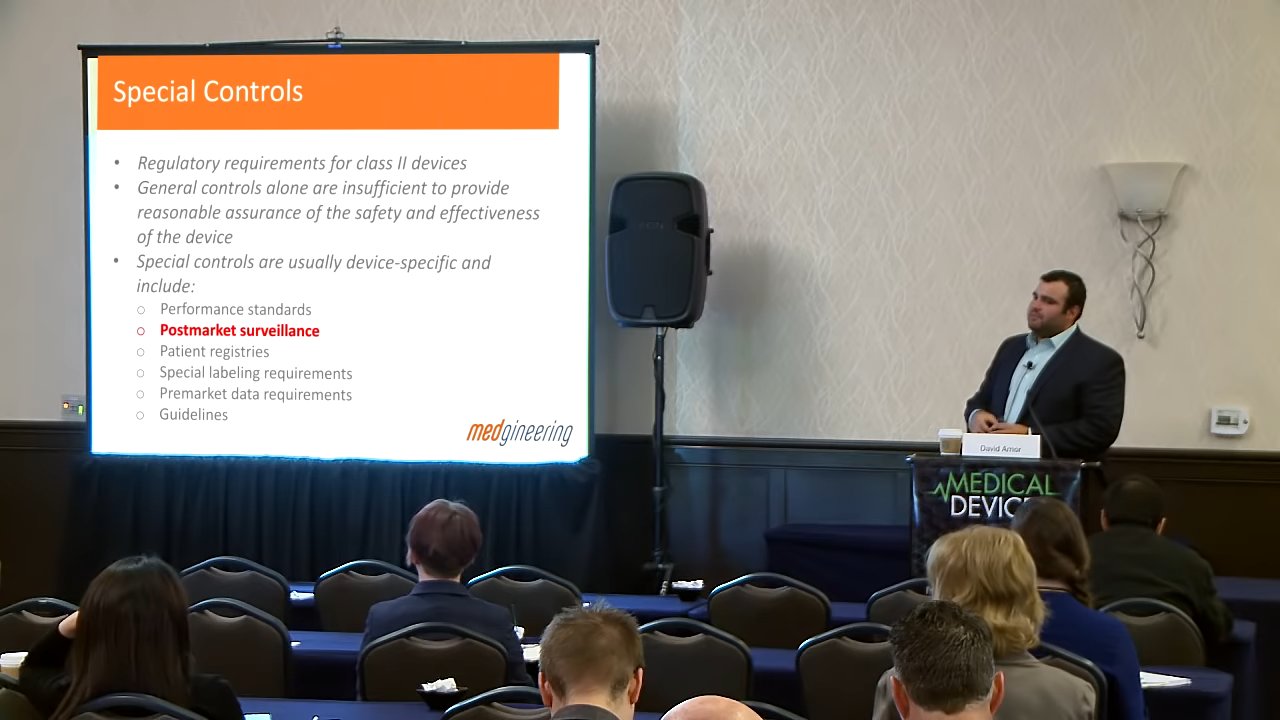 Special Controls
• Regulatory requirements for class II devices
• General controls alone are insufficient to provide
reasonable assurance of the safety and effectiveness
of the device
• Special controls are usually device-specific and
include:
○ Performance standards
○ Postmarket surveillance
○ Patient registries
○ Special labeling requirements
○ Premarket data requirements
○ Guidelines
medgineering
David Amor
MEDICAL